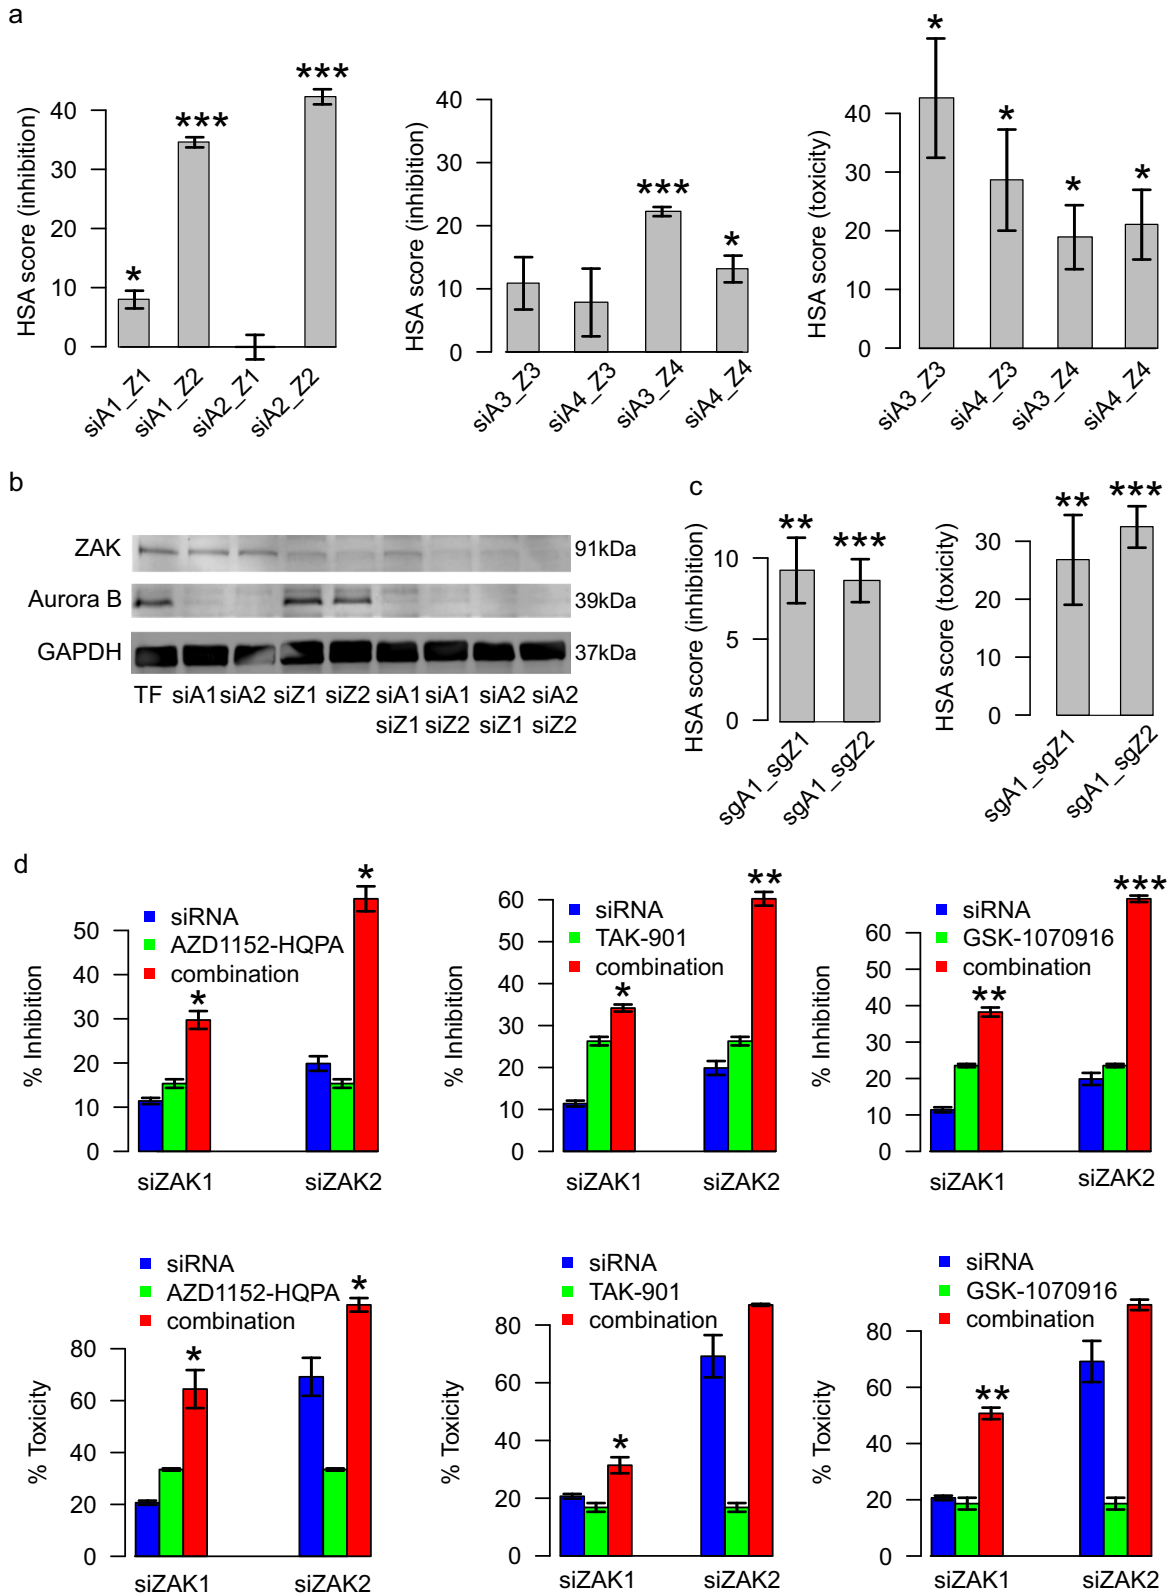 a
HSA score (inhibition)
40
30
20
10
0
*
***
***
siA1_Z1
siA1_Z2
siA2_Z1
siA2_Z2
HSA score (inhibition)
40
30
20
10
0
***
*
siA3_Z3
siA4_Z3
siA3_Z4
siA4_Z4
HSA score (toxicity)
40
30
20
10
0
*
*
*
*
siA3_Z3
siA4_Z3
siA3_Z4
siA4_Z4
b
ZAK
91kDa
Aurora B
39kDa
GAPDH
37kDa
TF siA1 siA2 siZ1 siZ2 siA1 siA1 siA2 siA2
siZ1 siZ2 siZ1 siZ2
c
HSA score (inhibition)
10
5
0
**
***
sgA1_sgZ1
sgA1_sgZ2
HSA score (toxicity)
30
20
10
0
**
***
sgA1_sgZ1
sgA1_sgZ2
d
% Inhibition
50
40
30
20
10
0
siRNA
AZD1152-HQPA
combination
*
*
siZAK1
siZAK2
% Inhibition
60
50
40
30
20
10
0
siRNA
TAK-901
combination
*
**
siZAK1
siZAK2
% Inhibition
60
50
40
30
20
10
0
siRNA
GSK-1070916
combination
**
***
siZAK1
siZAK2
% Toxicity
80
60
40
20
0
siRNA
AZD1152-HQPA
combination
*
*
siZAK1
siZAK2
% Toxicity
80
60
40
20
0
siRNA
TAK-901
combination
*
siZAK1
siZAK2
% Toxicity
80
60
40
20
0
siRNA
GSK-1070916
combination
**
siZAK1
siZAK2